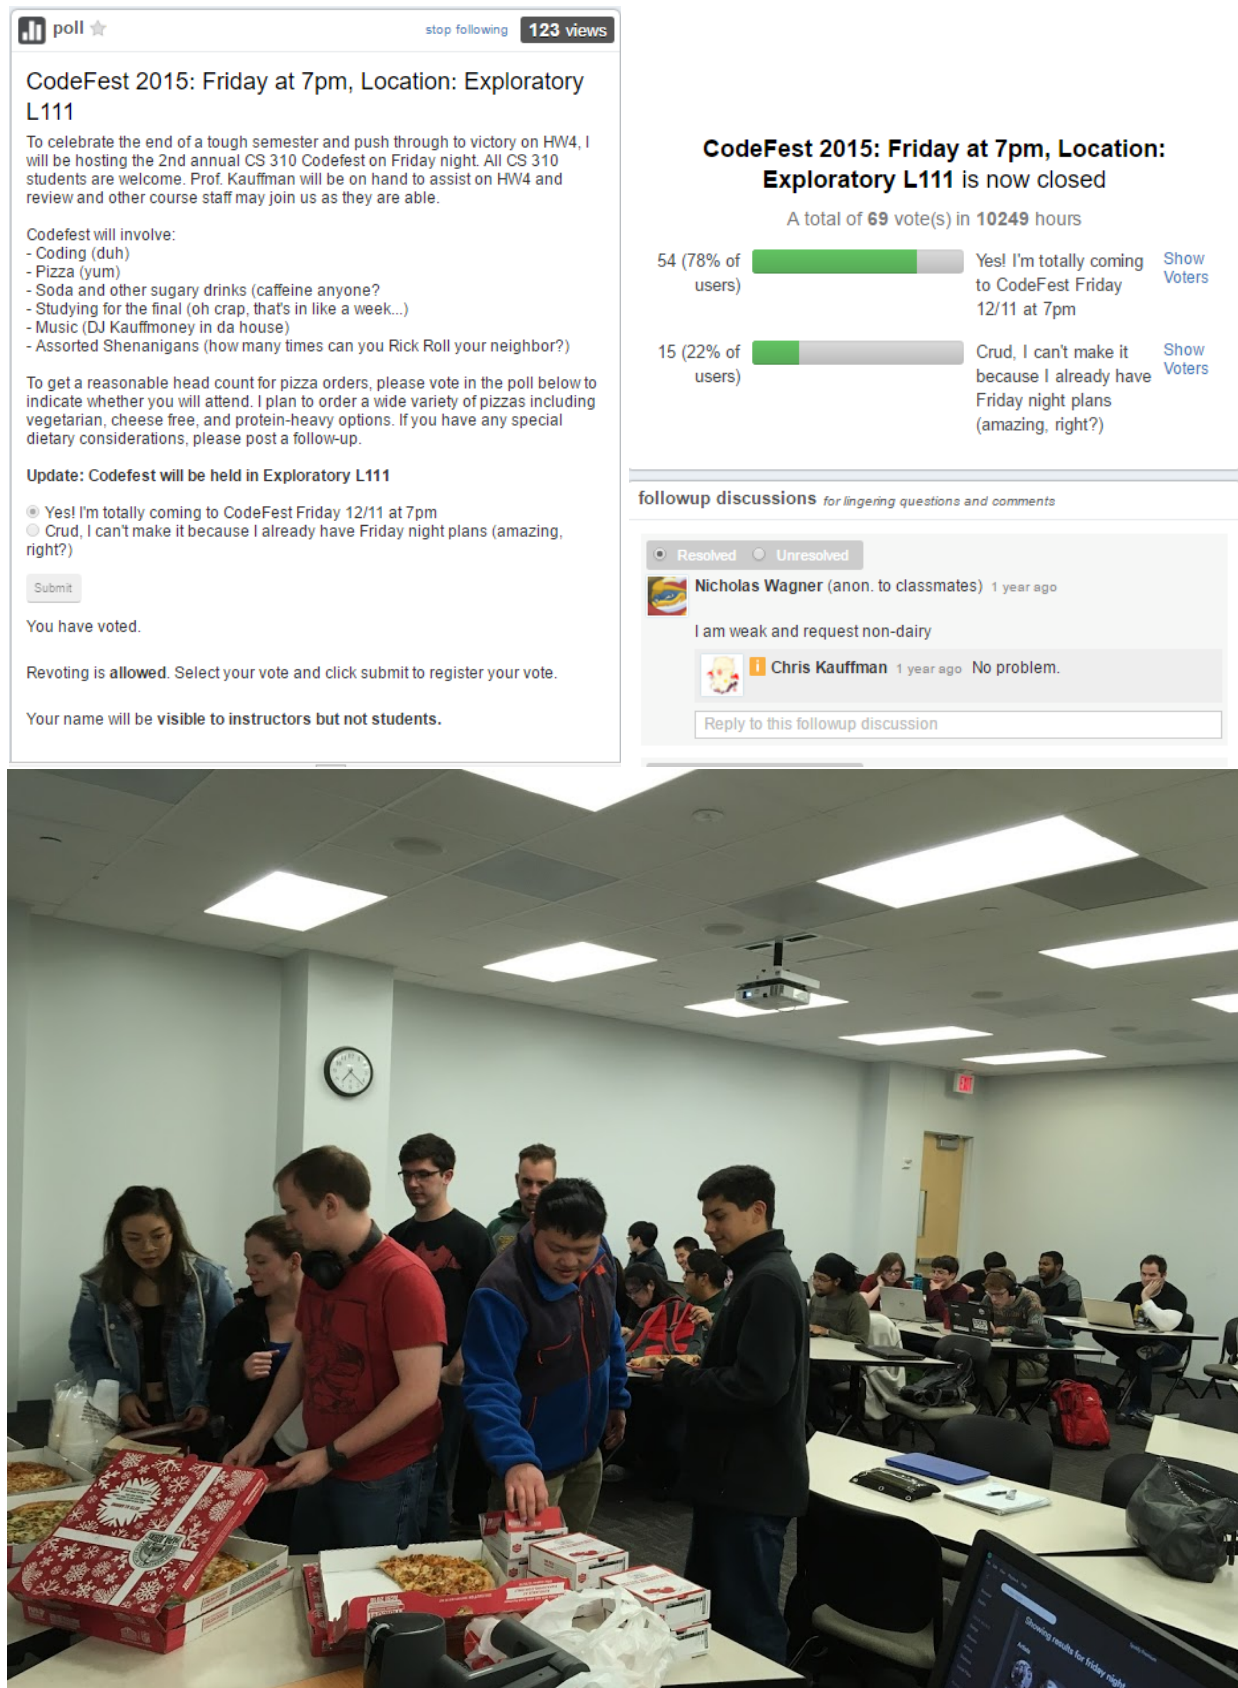 poll
stop following
123 views
CodeFest 2015: Friday at 7pm, Location: Exploratory
L111
To celebrate the end of a tough semester and push through to victory on HW4, I
will be hosting the 2nd annual CS 310 Codefest on Friday night. All CS 310
students are welcome. Prof. Kauffman will be on hand to assist on HW4 and
review and other course staff may join us as they are able.
Codefest will involve:
- Coding (duh)
- Pizza (yum)
- Soda and other sugary drinks (caffeine anyone?
- Studying for the final (oh crap, that's in like a week...)
- Music (DJ Kauffmoney in da house)
- Assorted Shenanigans (how many times can you Rick Roll your neighbor?)
To get a reasonable head count for pizza orders, please vote in the poll below to
indicate whether you will attend. I plan to order a wide variety of pizzas including
vegetarian, cheese free, and protein-heavy options. If you have any special
dietary considerations, please post a follow-up.
Update: Codefest will be held in Exploratory L111
Yes! I'm totally coming to CodeFest Friday 12/11 at 7pm
Crud, I can't make it because I already have Friday night plans (amazing,
right?)
Submit
You have voted.
Revoting is allowed. Select your vote and click submit to register your vote.
Your name will be visible to instructors but not students.
CodeFest 2015: Friday at 7pm, Location:
Exploratory L111 is now closed
A total of 69 vote(s) in 10249 hours
54 (78% of
users)
Yes! I'm totally coming
to CodeFest Friday
12/11 at 7pm
Show
Voters
15 (22% of
users)
Crud, I can't make it
because I already have
Friday night plans
(amazing, right?)
Show
Voters
followup discussions for lingering questions and comments
Resolved
Unresolved
Nicholas Wagner (anon. to classmates) 1 year ago
I am weak and request non-dairy
i Chris Kauffman 1 year ago No problem.
Reply to this followup discussion
Showing results for friday night
Artists